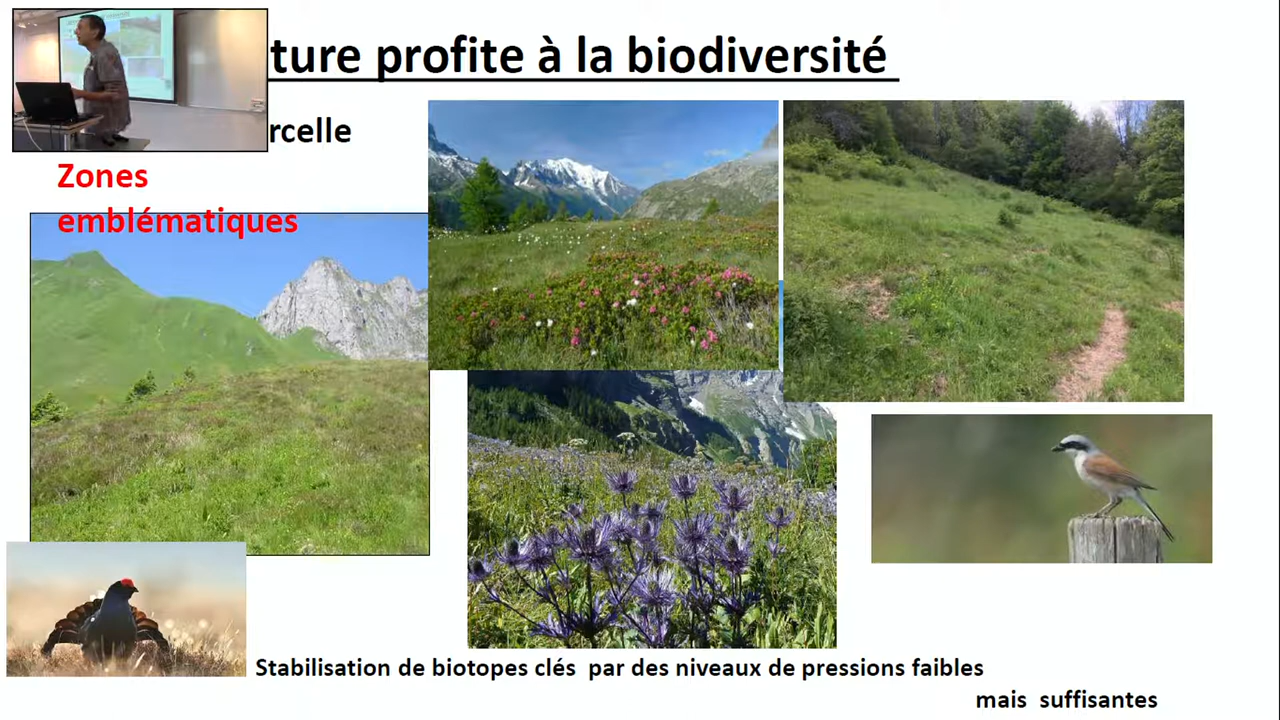 ture profite à la biodiversité
rcelle
Zones
emblématiques
Stabilisation de biotopes clés par des niveaux de pressions faibles
mais suffisantes